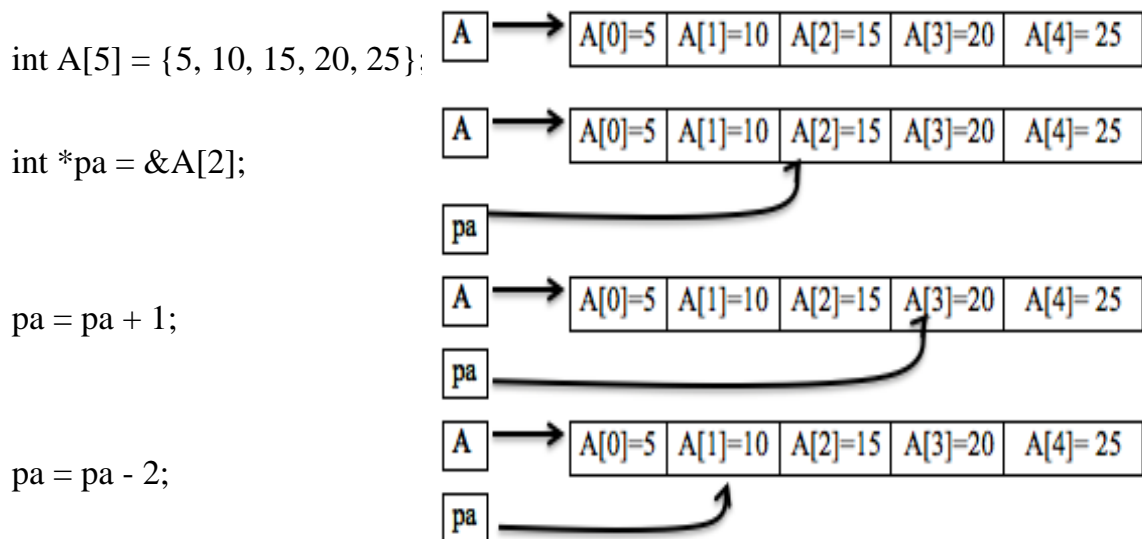 int A[5] = {5, 10, 15, 20, 25};
A
A[0]=5 A[1]=10 A[2]=15 A[3]=20 A[4]= 25
int *pa = &A[2];
A
A[0]=5 A[1]=10 A[2]=15 A[3]=20 A[4]= 25
pa
pa = pa + 1;
A
A[0]=5 A[1]=10 A[2]=15 A[3]=20 A[4]= 25
pa
pa = pa - 2;
A
A[0]=5 A[1]=10 A[2]=15 A[3]=20 A[4]= 25
pa